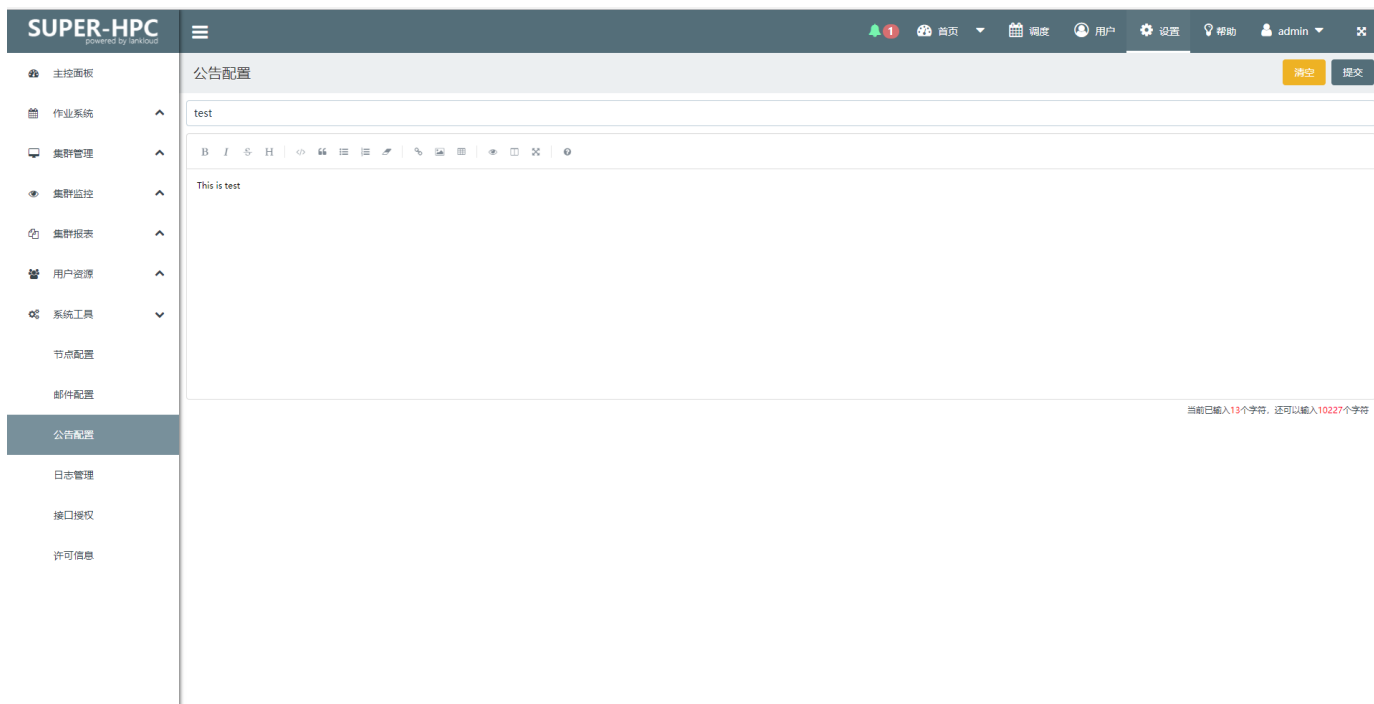 SUPER-HPC
powered by lankloud
1 首页 调度 用户 设置 帮助 admin
主控面板
作业系统
集群管理
集群监控
集群报表
用户资源
系统工具
节点配置
邮件配置
公告配置
日志管理
接口授权
许可信息
公告配置
清空 提交
test
B I S H
This is test
当前已输入13个字符, 还可以输入10227个字符